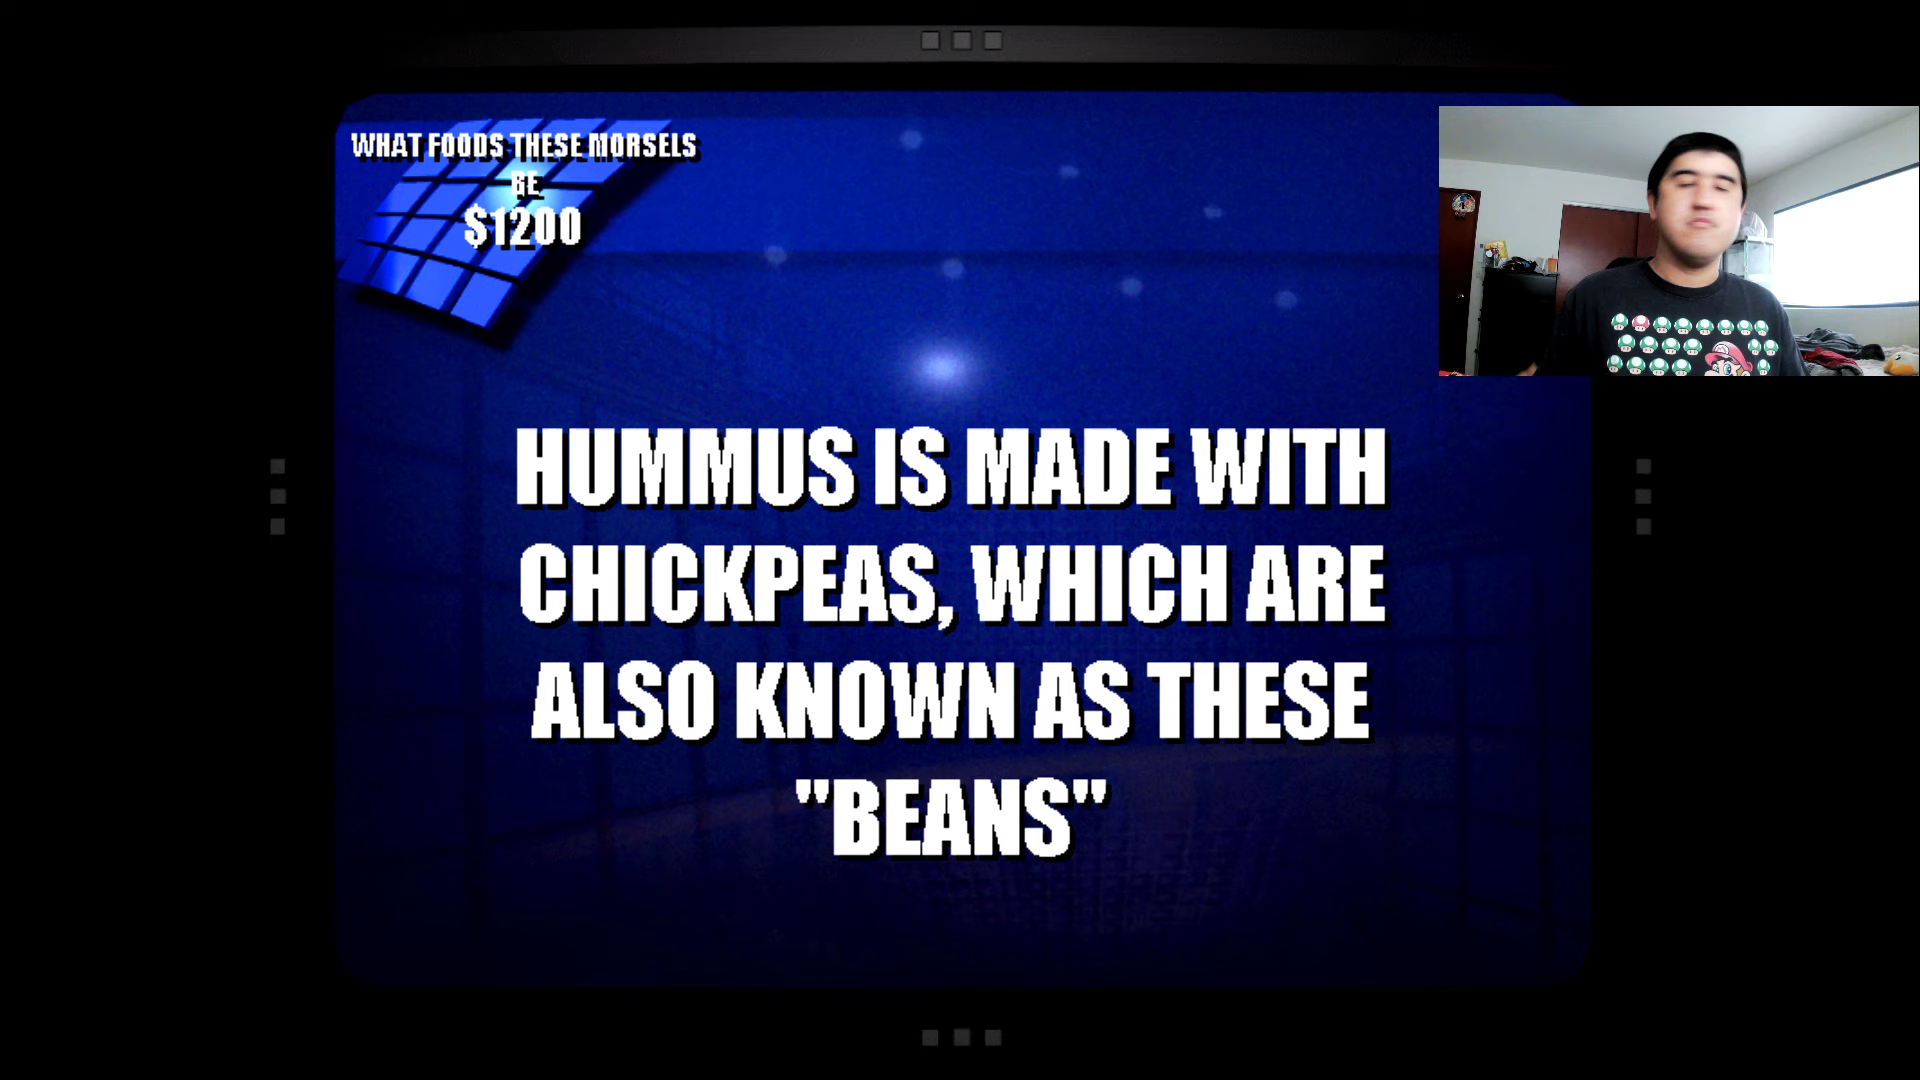 WHAT FOODS THESE MORSELS
BE
$1200
HUMMUS IS MADE WITH
CHICKPEAS, WHICH ARE
ALSO KNOWN AS THESE
"BEANS"